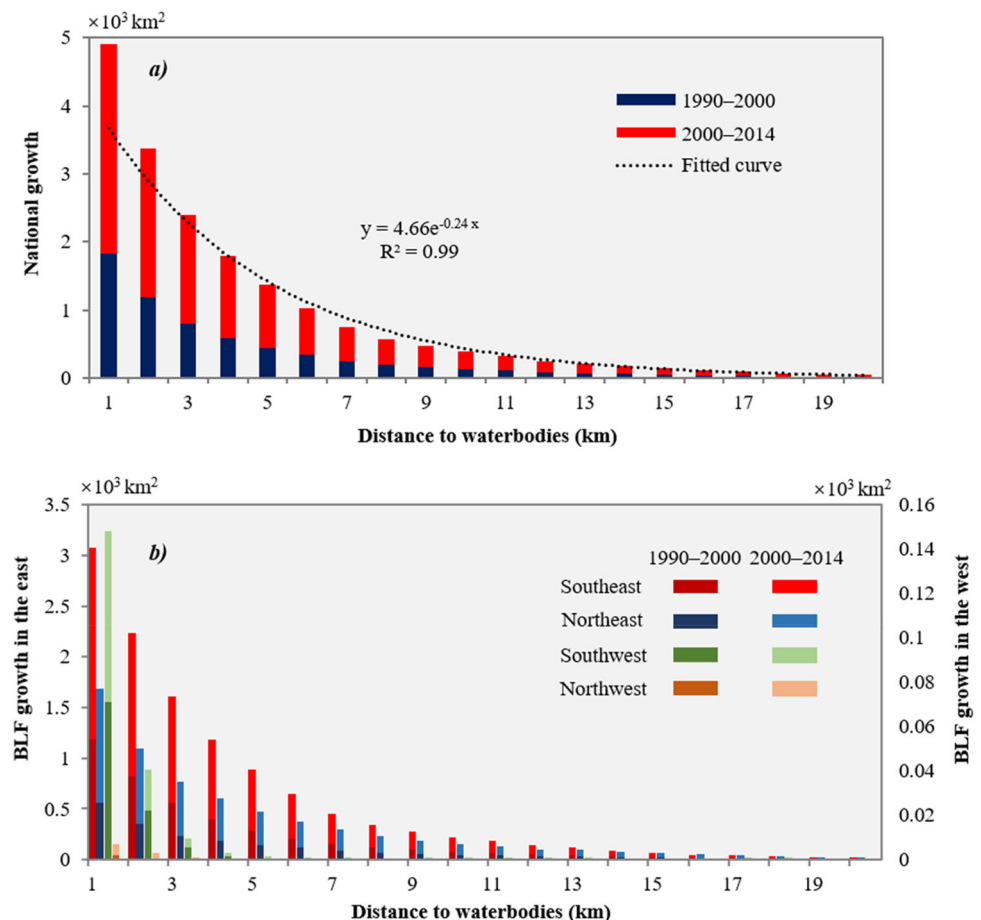 ×10³ km²
a)
5
4
3
2
1
0
National growth
1990–2000
2000–2014
Fitted curve
y = 4.66e^-0.24 x
R² = 0.99
1 3 5 7 9 11 13 15 17 19
Distance to waterbodies (km)
×10³ km²
×10³ km²
b)
3.5
3
2.5
2
1.5
1
0.5
0
BLF growth in the east
1990–2000 2000–2014
Southeast
Northeast
Southwest
Northwest
0.16
0.14
0.12
0.1
0.08
0.06
0.04
0.02
0
BLF growth in the west
1 3 5 7 9 11 13 15 17 19
Distance to waterbodies (km)